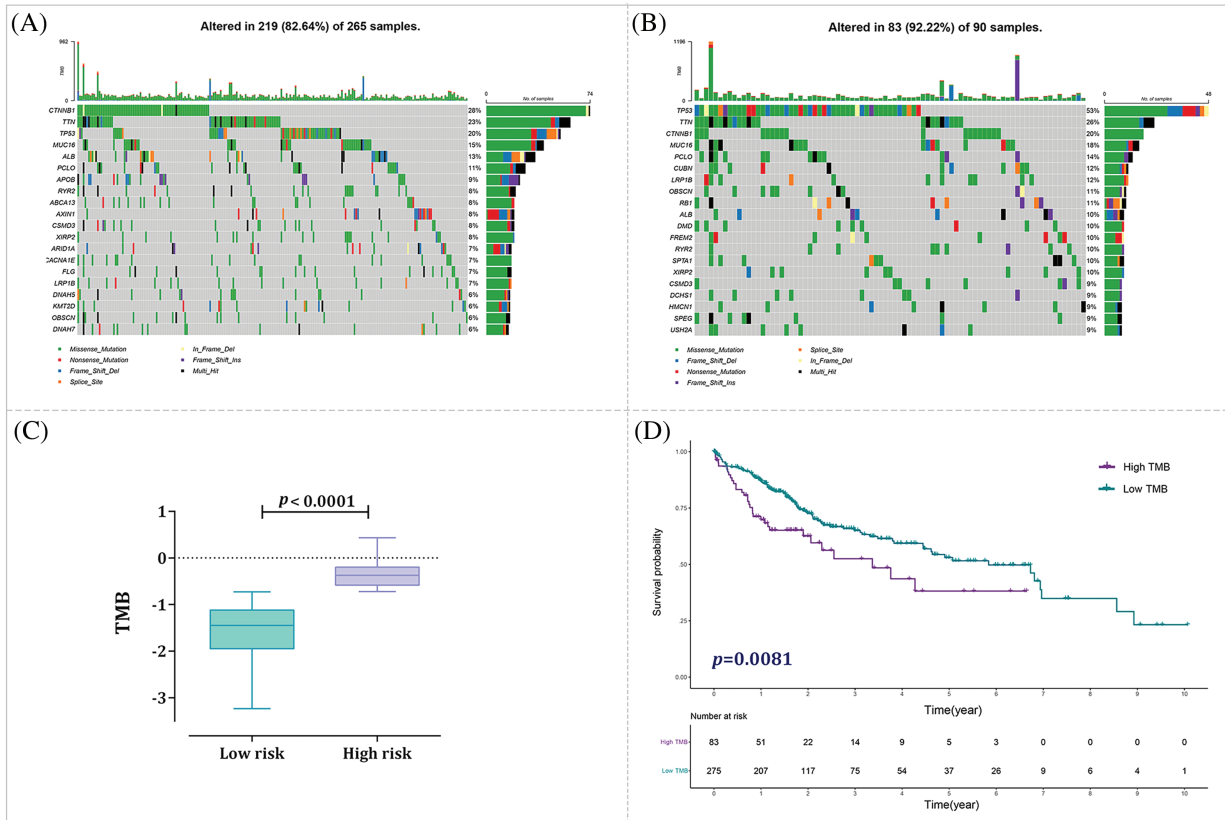 (A)
Altered in 219 (82.64%) of 265 samples.
962
TMB
0
No. of samples
0 74
CTNNB1 28%
TTN 23%
TP53 20%
MUC16 15%
ALB 13%
PCLO 11%
APOB 9%
RYR2 8%
ABCA13 8%
AXIN1 8%
CSMD3 8%
XIRP2 8%
ARID1A 7%
CACNA1E 7%
FLG 7%
LRP1B 7%
DNAH5 6%
KMT2D 6%
OBSCN 6%
DNAH7 6%
Missense_Mutation In_Frame_Del
Nonsense_Mutation Frame_Shift_Ins
Frame_Shift_Del Multi_Hit
Splice_Site
(B)
Altered in 83 (92.22%) of 90 samples.
1196
TMB
0
No. of samples
0 48
TP53 53%
TTN 26%
CTNNB1 20%
MUC16 18%
PCLO 14%
CUBN 12%
LRP1B 12%
OBSCN 11%
RB1 11%
ALB 10%
DMD 10%
FREM2 10%
RYR2 10%
SPTA1 10%
XIRP2 10%
CSMD3 9%
DCHS1 9%
HMCN1 9%
SPEG 9%
USH2A 9%
Missense_Mutation Splice_Site
Frame_Shift_Del In_Frame_Del
Nonsense_Mutation Multi_Hit
Frame_Shift_Ins
(C)
p< 0.0001
TMB
1
0
-1
-2
-3
Low risk High risk
(D)
Survival probability
1.00
0.75
.50
.25
0.00
High TMB
Low TMB
p=0.0081
0 1 2 3 4 5 6 7 8 9 10
Time(year)
Number at risk
High TMB 83 51 22 14 9 5 3 0 0 0 0
Low TMB 275 207 117 75 54 37 26 9 6 4 1
0 1 2 3 4 5 6 7 8 9 10
Time(year)